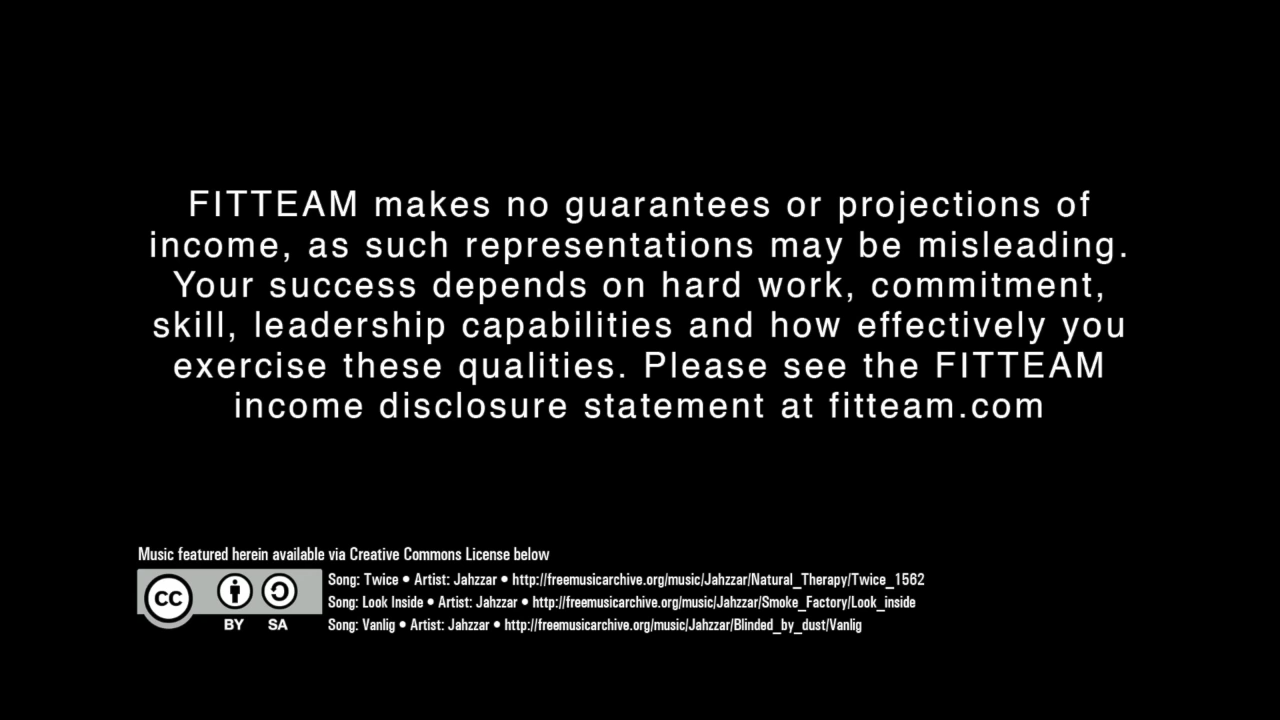 FITTEAM makes no guarantees or projections of
income, as such representations may be misleading.
Your success depends on hard work, commitment,
skill, leadership capabilities and how effectively you
exercise these qualities. Please see the FITTEAM
income disclosure statement at fitteam.com
Music featured herein available via Creative Commons License below
cc BY SA
Song: Twice • Artist: Jahzzar • http://freemusicarchive.org/music/Jahzzar/Natural_Therapy/Twice_1562
Song: Look Inside • Artist: Jahzzar • http://freemusicarchive.org/music/Jahzzar/Smoke_Factory/Look_inside
Song: Vanlig • Artist: Jahzzar • http://freemusicarchive.org/music/Jahzzar/Blinded_by_dust/Vanlig